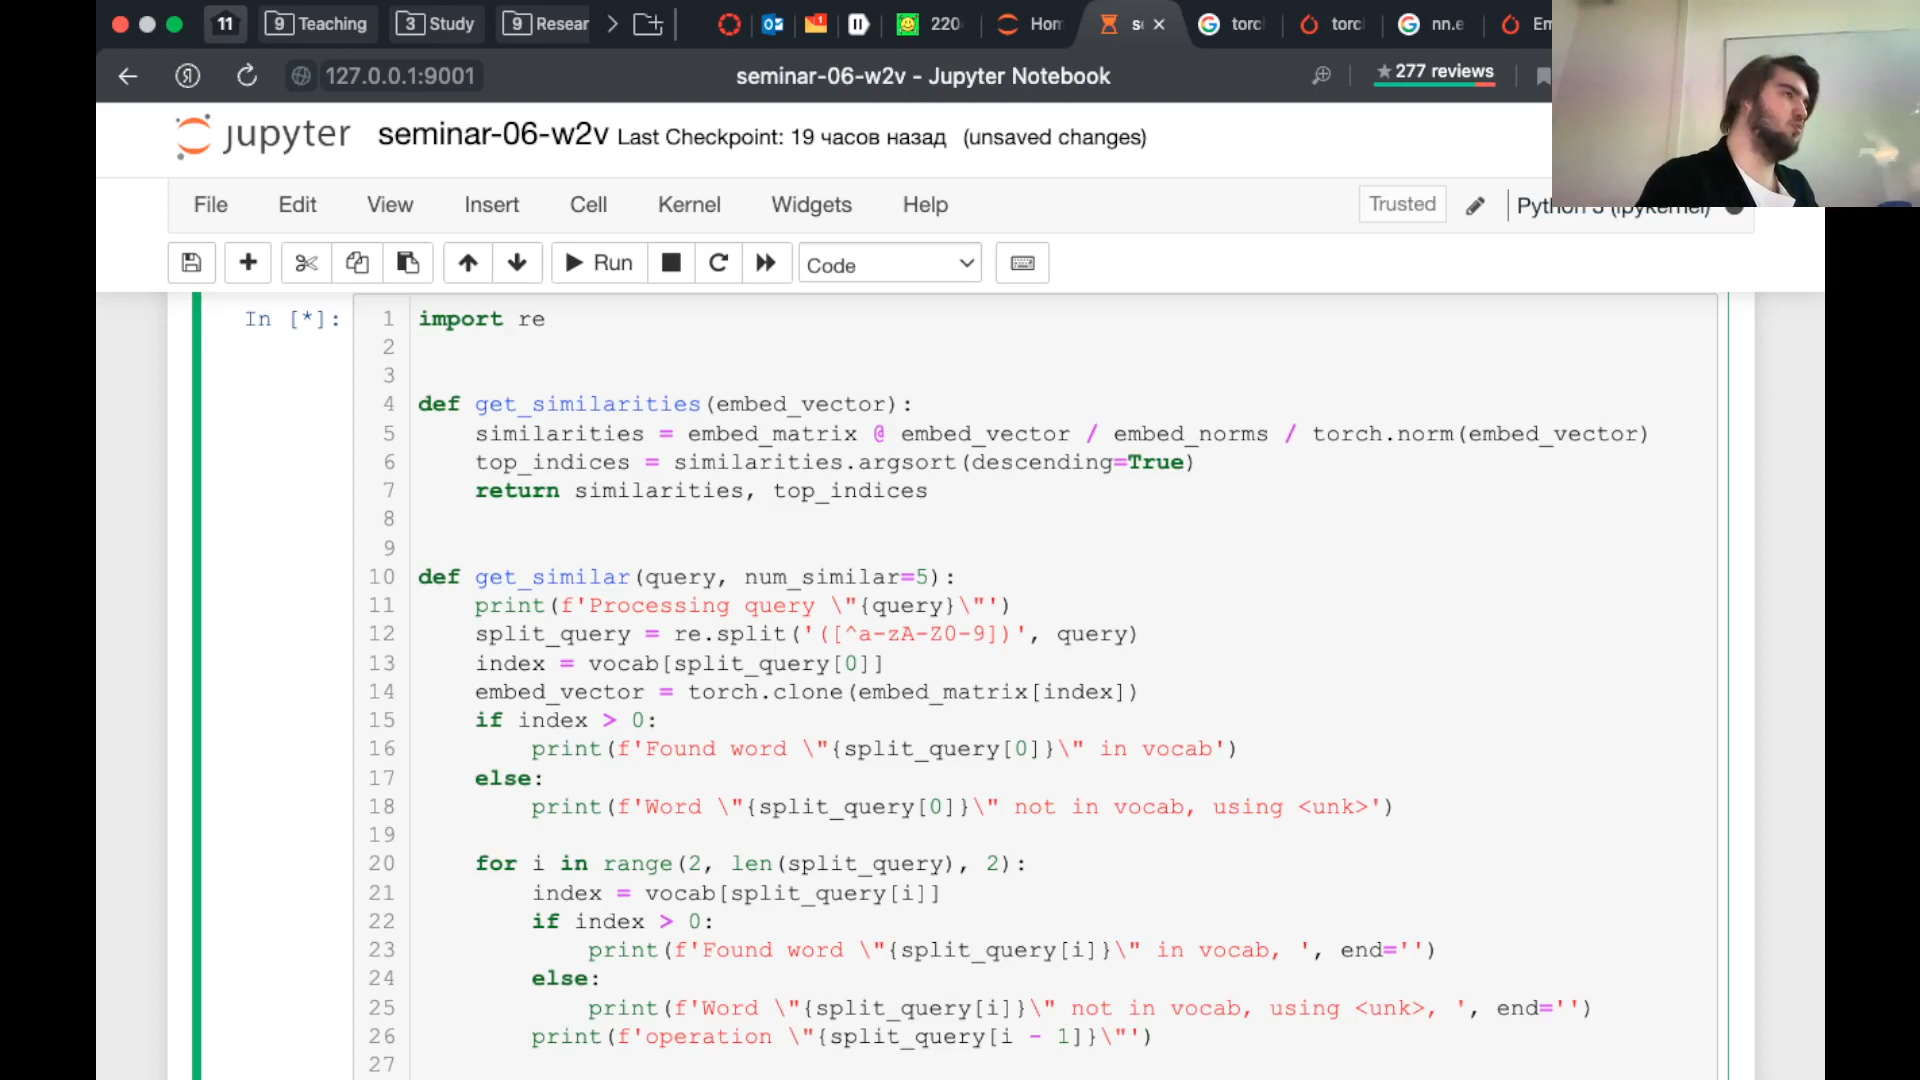 11
9 Teaching
3 Study
9 Resear
220
Hom
s
torc
torc
nn.e
Em
127.0.0.1:9001
seminar-06-w2v - Jupyter Notebook
★277 reviews
jupyter seminar-06-w2v Last Checkpoint: 19 часов назад (unsaved changes)
File Edit View Insert Cell Kernel Widgets Help
Trusted
Python 3 (ipykernel)
Run
Code
In [*]:
1 import re
2
3
4 def get_similarities(embed_vector):
5 similarities = embed_matrix @ embed_vector / embed_norms / torch.norm(embed_vector)
6 top_indices = similarities.argsort(descending=True)
7 return similarities, top_indices
8
9
10 def get_similar(query, num_similar=5):
11 print(f'Processing query \"{query}\"')
12 split_query = re.split('([^a-zA-Z0-9])', query)
13 index = vocab[split_query[0]]
14 embed_vector = torch.clone(embed_matrix[index])
15 if index > 0:
16 print(f'Found word \"{split_query[0]}\" in vocab')
17 else:
18 print(f'Word \"{split_query[0]}\" not in vocab, using <unk>')
19
20 for i in range(2, len(split_query), 2):
21 index = vocab[split_query[i]]
22 if index > 0:
23 print(f'Found word \"{split_query[i]}\" in vocab, ', end='')
24 else:
25 print(f'Word \"{split_query[i]}\" not in vocab, using <unk>, ', end='')
26 print(f'operation \"{split_query[i - 1]}\"')
27